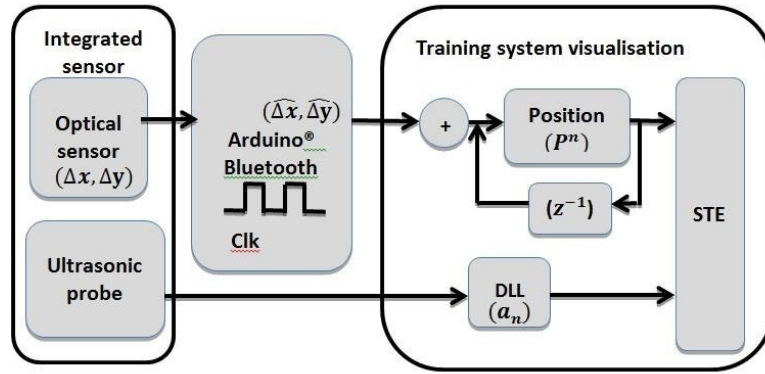 Integrated
sensor
Optical
sensor
(Δx, Δy)
Ultrasonic
probe
(Δx̂, Δŷ)
Arduino®
Bluetooth
Clk
Training system visualisation
+
Position
(Pⁿ)
(z⁻¹)
DLL
(aₙ)
STE